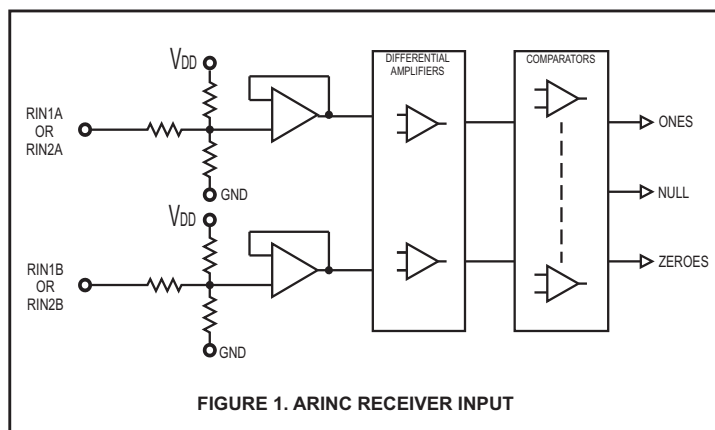 VDD
RIN1A
OR
RIN2A
GND
VDD
RIN1B
OR
RIN2B
GND
DIFFERENTIAL
AMPLIFIERS
COMPARATORS
ONES
NULL
ZEROES
FIGURE 1. ARINC RECEIVER INPUT